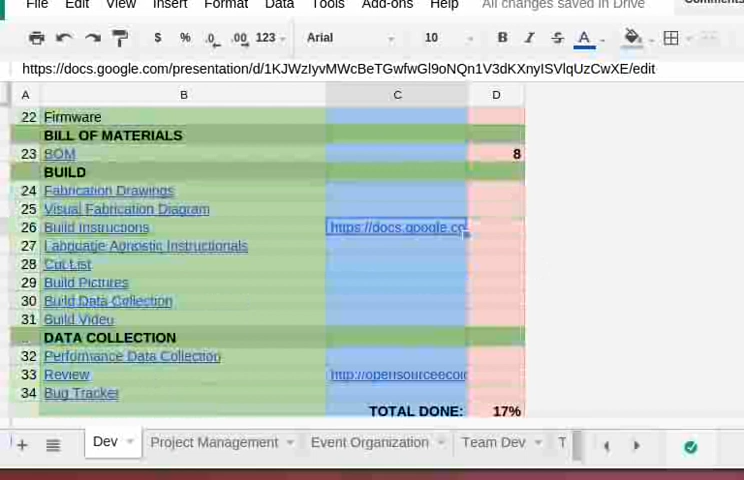 File Edit View Insert Format Data Tools Add-ons Help All changes saved in Drive Comments
$ % .0 .00 123 Arial 10 B I S A
https://docs.google.com/presentation/d/1KJWzIyvMWcBeTGwfwGl9oNQn1V3dKXnyISVlqUzCwXE/edit
A B C D
22 Firmware
BILL OF MATERIALS
23 BOM 8
BUILD
24 Fabrication Drawings
25 Visual Fabrication Diagram
26 Build Instructions https://docs.google.co
27 Language Agnostic Instructionals
28 Cut List
29 Build Pictures
30 Build Data Collection
31 Build Video
DATA COLLECTION
32 Performance Data Collection
33 Review http://opensourceecolo
34 Bug Tracker
TOTAL DONE: 17%
Dev Project Management Event Organization Team Dev T